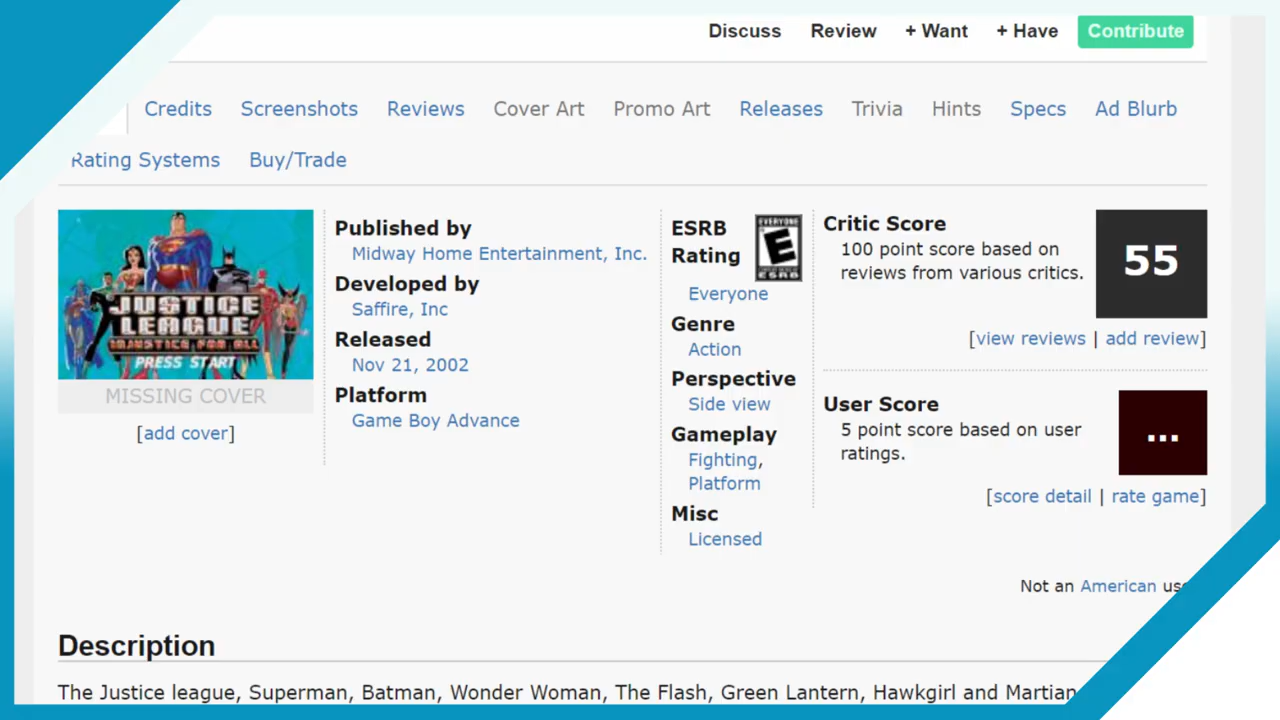 Discuss Review + Want + Have Contribute
Credits Screenshots Reviews Cover Art Promo Art Releases Trivia Hints Specs Ad Blurb
Rating Systems Buy/Trade
JUSTICE
LEAGUE
INJUSTICE FOR ALL
PRESS START
MISSING COVER
[add cover]
Published by
Midway Home Entertainment, Inc.
Developed by
Saffire, Inc
Released
Nov 21, 2002
Platform
Game Boy Advance
ESRB
Rating
EVERYONE
E
ESRB
Everyone
Genre
Action
Perspective
Side view
Gameplay
Fighting,
Platform
Misc
Licensed
Critic Score
100 point score based on
reviews from various critics.
55
[view reviews | add review]
User Score
5 point score based on user
ratings.
...
[score detail | rate game]
Not an American
Description
The Justice league, Superman, Batman, Wonder Woman, The Flash, Green Lantern, Hawkgirl and Martian